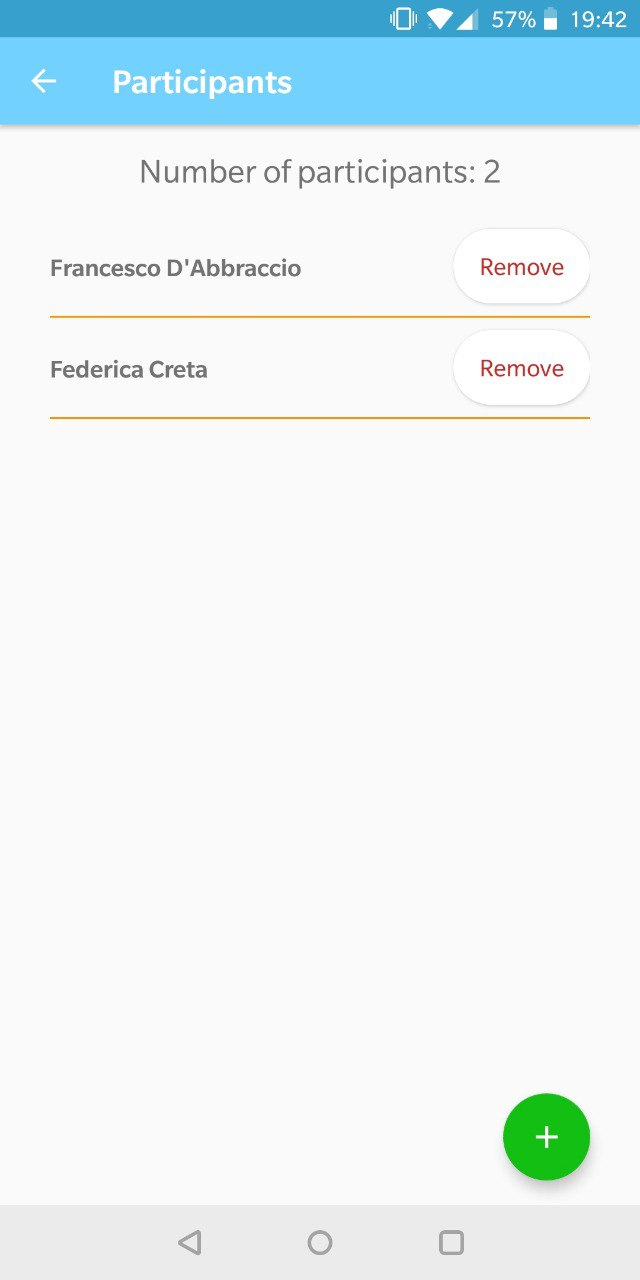 57% 19:42
Participants
Number of participants: 2
Francesco D'Abbraccio Remove
Federica Creta Remove
+